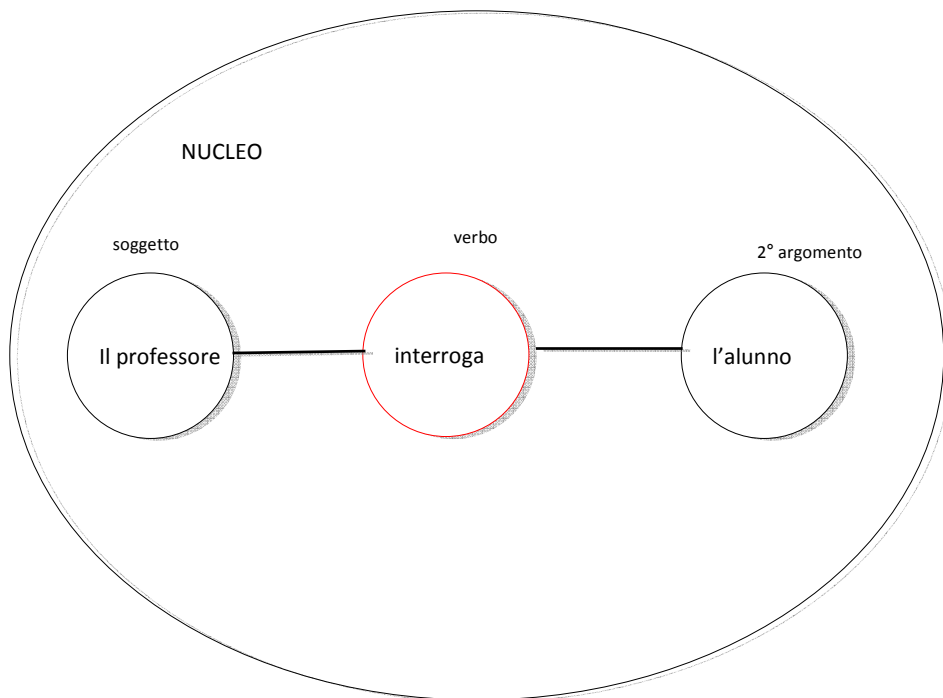 NUCLEO
soggetto
verbo
2° argomento
Il professore
interroga
l’alunno